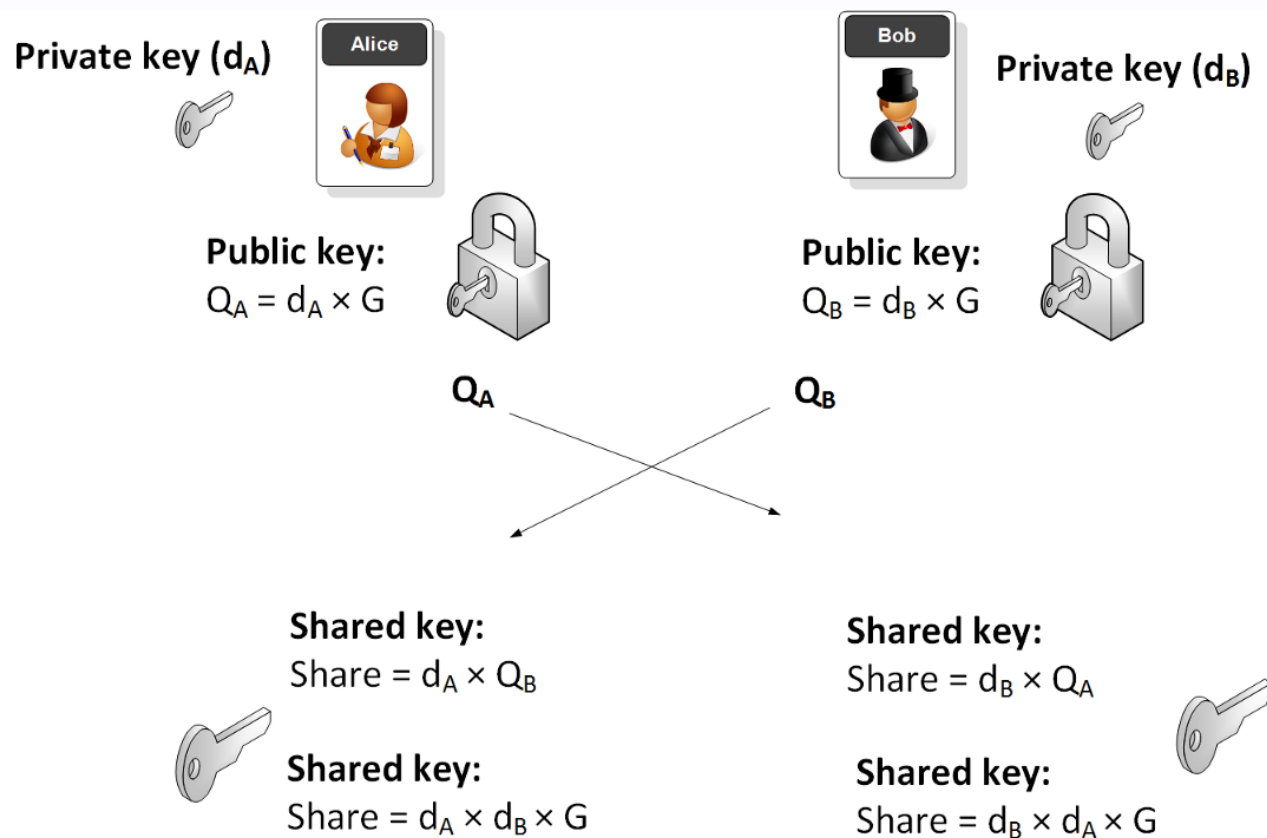 Private key (dA)
Alice
Bob
Private key (dB)
Public key:
QA = dA × G
Public key:
QB = dB × G
QA
QB
Shared key:
Share = dA × QB
Shared key:
Share = dB × QA
Shared key:
Share = dA × dB × G
Shared key:
Share = dB × dA × G